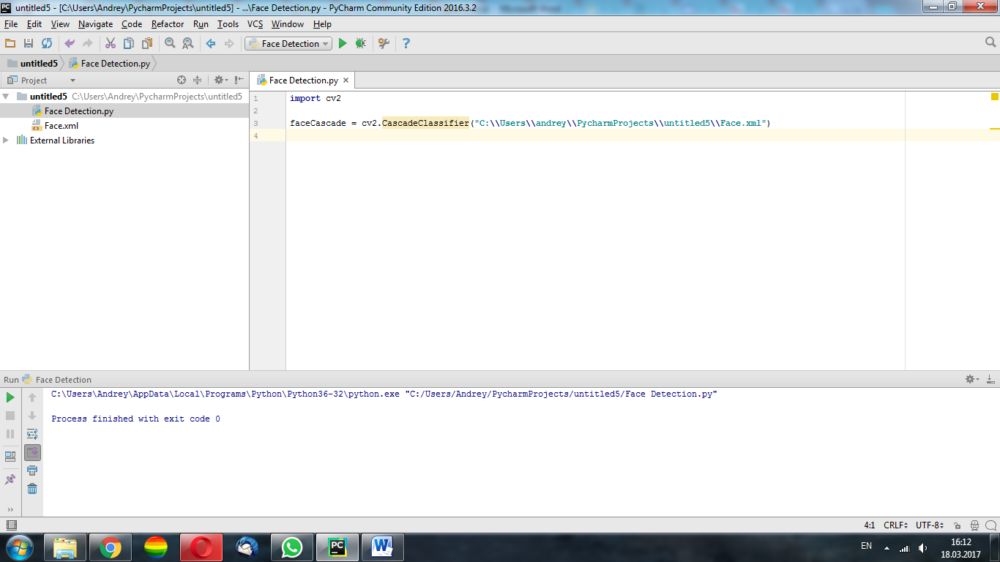 untitled5 - [C:\Users\Andrey\PycharmProjects\untitled5] - ...\Face Detection.py - PyCharm Community Edition 2016.3.2
File Edit View Navigate Code Refactor Run Tools VCS Window Help
Face Detection
untitled5 Face Detection.py
Project
Face Detection.py
untitled5 C:\Users\Andrey\PycharmProjects\untitled5
Face Detection.py
Face.xml
External Libraries
1 import cv2
2
3 faceCascade = cv2.CascadeClassifier("C:\\Users\\andrey\\PycharmProjects\\untitled5\\Face.xml")
4
Run Face Detection
C:\Users\Andrey\AppData\Local\Programs\Python\Python36-32\python.exe "C:/Users/Andrey/PycharmProjects/untitled5/Face Detection.py"
Process finished with exit code 0
4:1 CRLF UTF-8
EN
16:12
18.03.2017